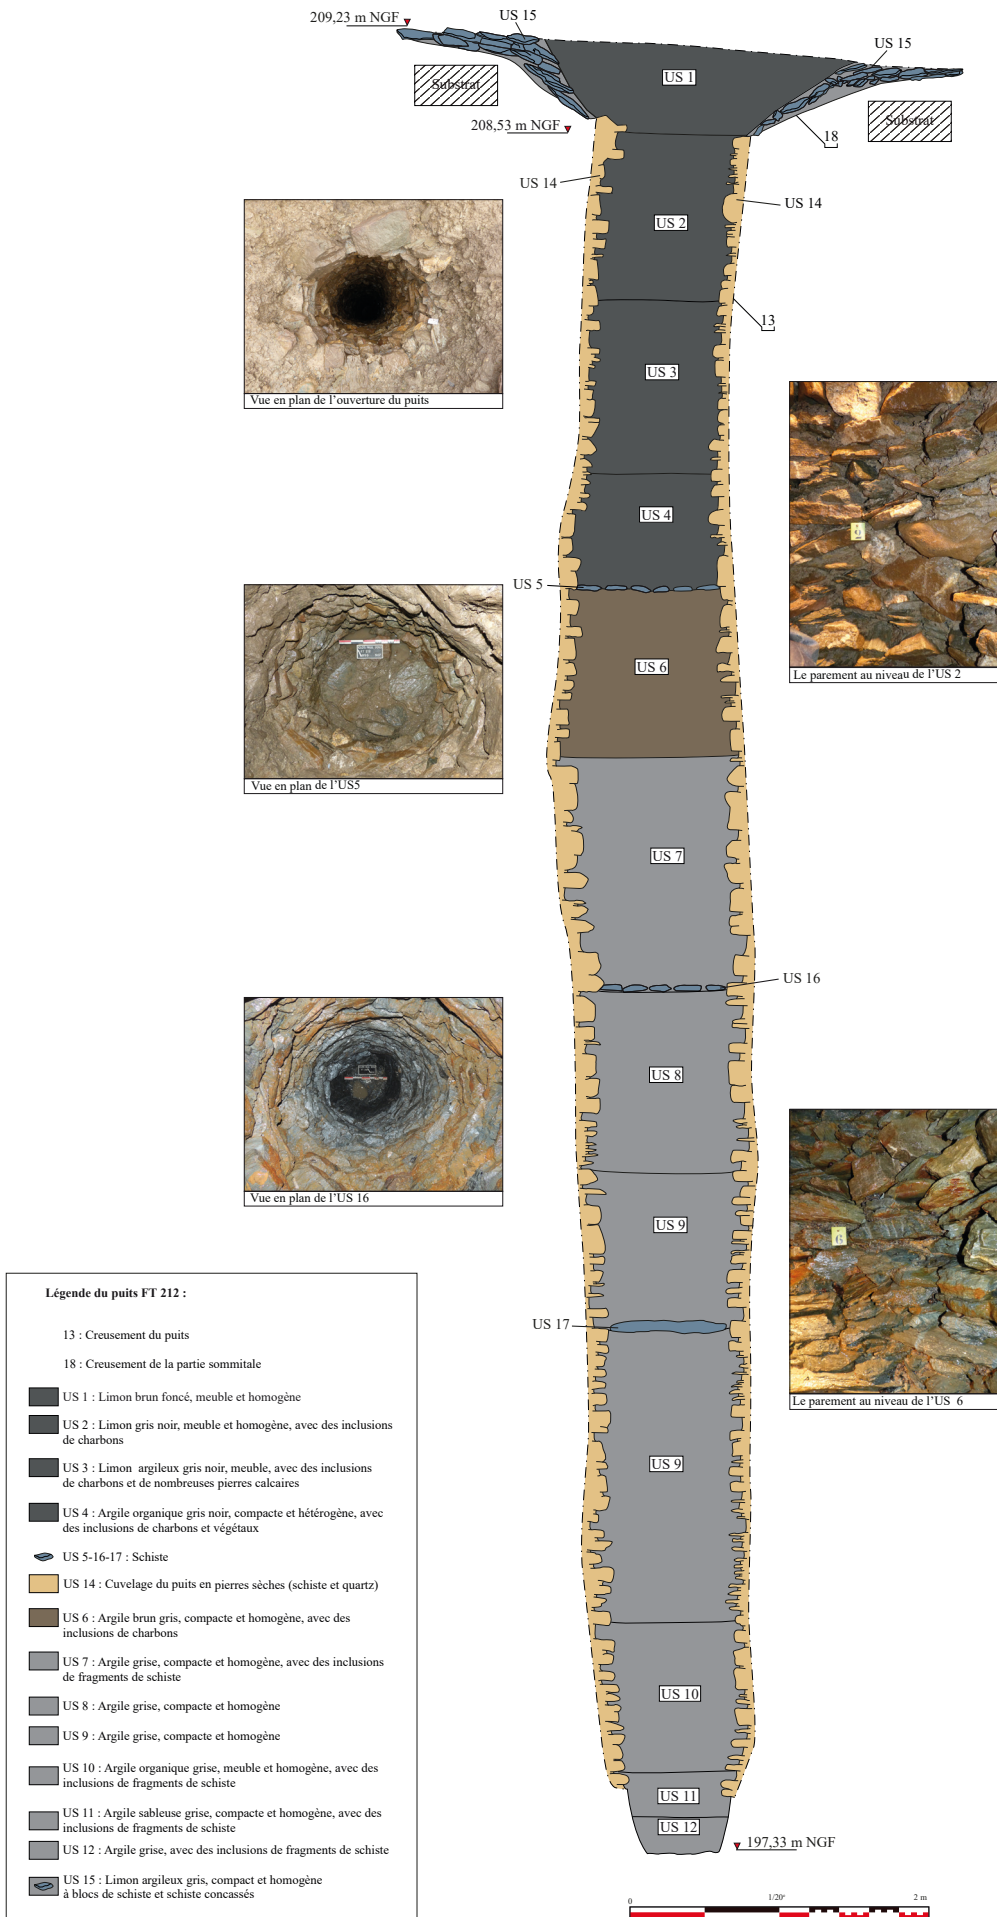 209,23 m NGF
US 15
US 15
US 1
Substrat
Substrat
208,53 m NGF
18
US 14
US 14
US 2
13
US 3
Vue en plan de l'ouverture du puits
US 4
9
US 5
US 6
Le parement au niveau de l'US 2
Vue en plan de l'US5
US 7
US 16
US 8
Vue en plan de l'US 16
US 9
6
US 17
Le parement au niveau de l'US 6
US 9
US 10
US 11
US 12
197,33 m NGF
Légende du puits FT 212 :
13 : Creusement du puits
18 : Creusement de la partie sommitale
US 1 : Limon brun foncé, meuble et homogène
US 2 : Limon gris noir, meuble et homogène, avec des inclusions
de charbons
US 3 : Limon argileux gris noir, meuble, avec des inclusions
de charbons et de nombreuses pierres calcaires
US 4 : Argile organique gris noir, compacte et hétérogène, avec
des inclusions de charbons et végétaux
US 5-16-17 : Schiste
US 14 : Cuvelage du puits en pierres sèches (schiste et quartz)
US 6 : Argile brun gris, compacte et homogène, avec des
inclusions de charbons
US 7 : Argile grise, compacte et homogène, avec des inclusions
de fragments de schiste
US 8 : Argile grise, compacte et homogène
US 9 : Argile grise, compacte et homogène
US 10 : Argile organique grise, meuble et homogène, avec des
inclusions de fragments de schiste
US 11 : Argile sableuse grise, compacte et homogène, avec des
inclusions de fragments de schiste
US 12 : Argile grise, avec des inclusions de fragments de schiste
US 15 : Limon argileux gris, compact et homogène
à blocs de schiste et schiste concassés
0
1/20e
2 m